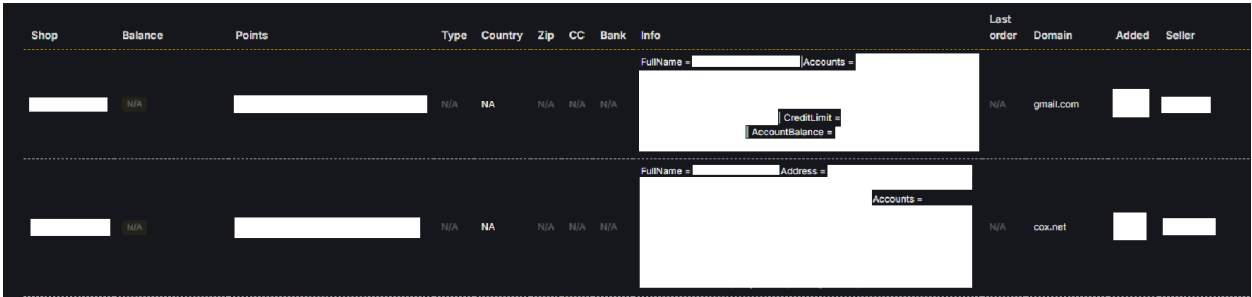 Shop Balance Points Type Country Zip CC Bank Info Last order Domain Added Seller
FullName = Accounts =
N/A N/A NA N/A N/A N/A N/A gmail.com
| CreditLimit =
| AccountBalance =
FullName = Address =
Accounts =
N/A N/A NA N/A N/A N/A N/A cox.net